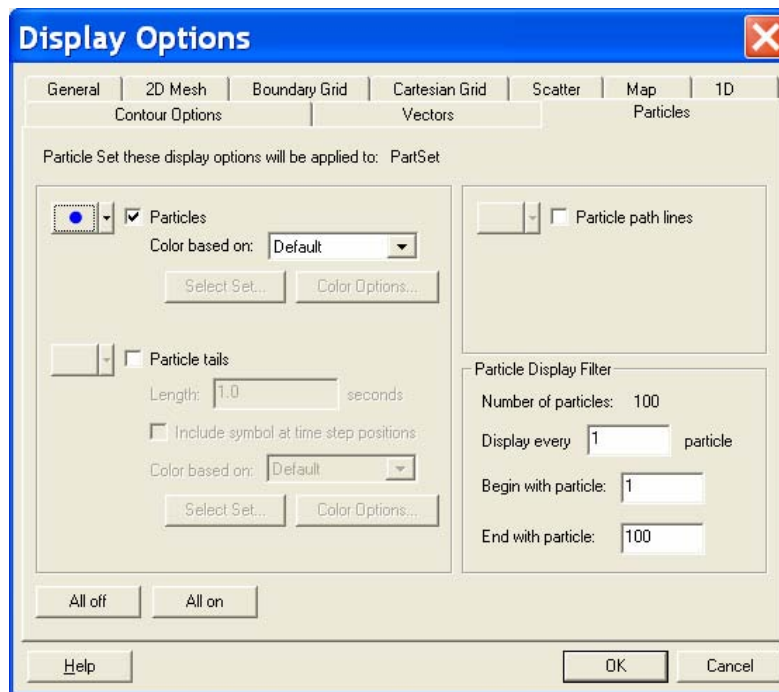 Display Options
General 2D Mesh Boundary Grid Cartesian Grid Scatter Map 1D
Contour Options Vectors Particles
Particle Set these display options will be applied to: PartSet
Particles
Color based on: Default
Select Set... Color Options...
Particle tails
Length: 1.0 seconds
Include symbol at time step positions
Color based on: Default
Select Set... Color Options...
Particle path lines
Particle Display Filter
Number of particles: 100
Display every 1 particle
Begin with particle: 1
End with particle: 100
All off All on
Help OK Cancel